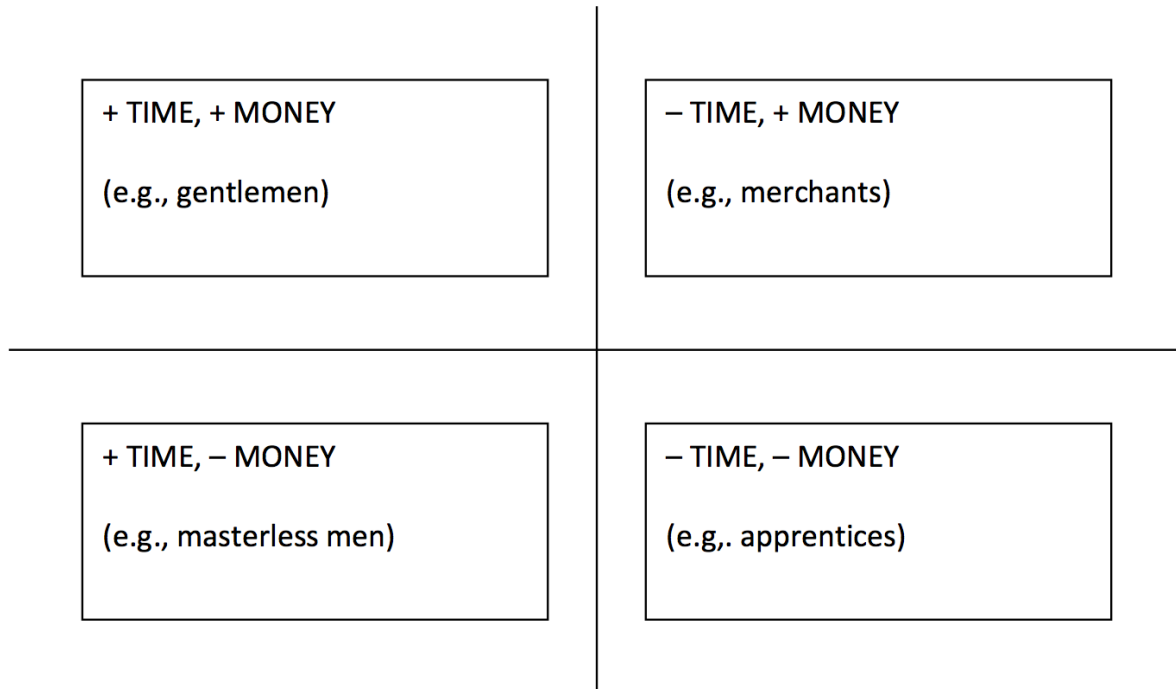 + TIME, + MONEY
(e.g., gentlemen)
– TIME, + MONEY
(e.g., merchants)
+ TIME, – MONEY
(e.g., masterless men)
– TIME, – MONEY
(e.g,. apprentices)